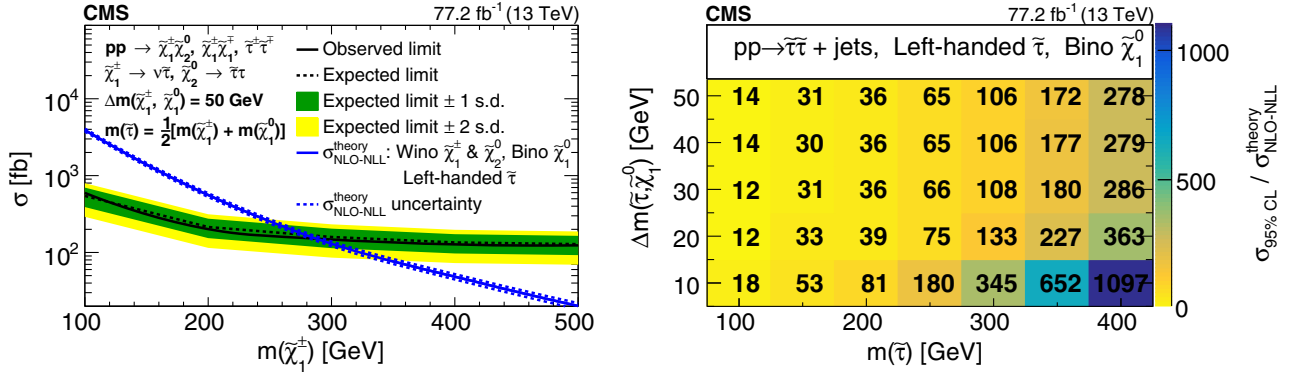 CMS 77.2 fb⁻¹ (13 TeV)
pp → χ̃₁±χ̃₂⁰, χ̃₁±χ̃₁∓, τ̃±τ̃∓
χ̃₁± → ντ̃, χ̃₂⁰ → τ̃τ
Δm(χ̃₁±, χ̃₁⁰) = 50 GeV
m(τ̃) = ½[m(χ̃₁±) + m(χ̃₁⁰)]
Observed limit
Expected limit
Expected limit ± 1 s.d.
Expected limit ± 2 s.d.
σ^theory_NLO-NLL: Wino χ̃₁± & χ̃₂⁰, Bino χ̃₁⁰
Left-handed τ̃
σ^theory_NLO-NLL uncertainty
σ [fb]
10⁴
10³
10²
100 200 300 400 500
m(χ̃₁±) [GeV]
CMS 77.2 fb⁻¹ (13 TeV)
pp→τ̃τ̃ + jets, Left-handed τ̃, Bino χ̃₁⁰
Δm(τ̃,χ̃₁⁰) [GeV]
50 14 31 36 65 106 172 278
40 14 30 36 65 106 177 279
30 12 31 36 66 108 180 286
20 12 33 39 75 133 227 363
10 18 53 81 180 345 652 1097
100 200 300 400
m(τ̃) [GeV]
1000
500
0
σ_95% CL / σ^theory_NLO-NLL